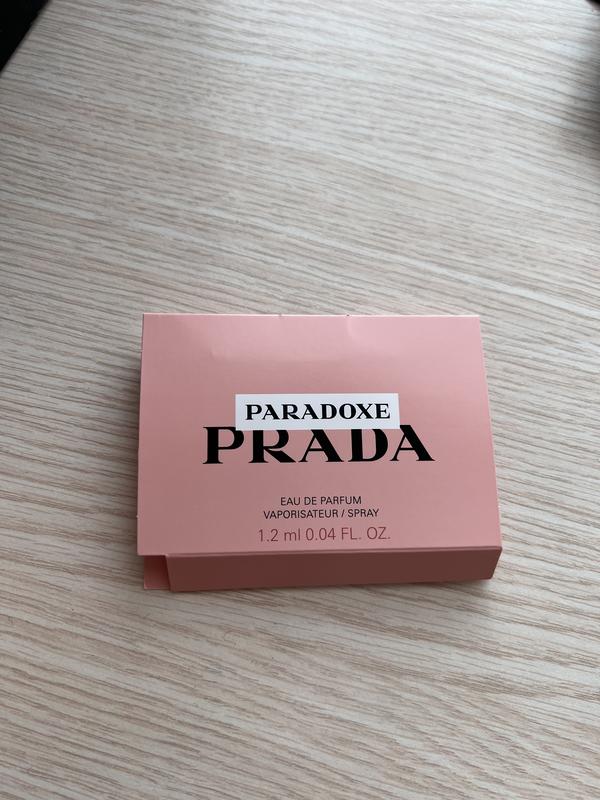 PARADOXE
PRADA
EAU DE PARFUM
VAPORISATEUR / SPRAY
1.2 ml 0.04 FL. OZ.